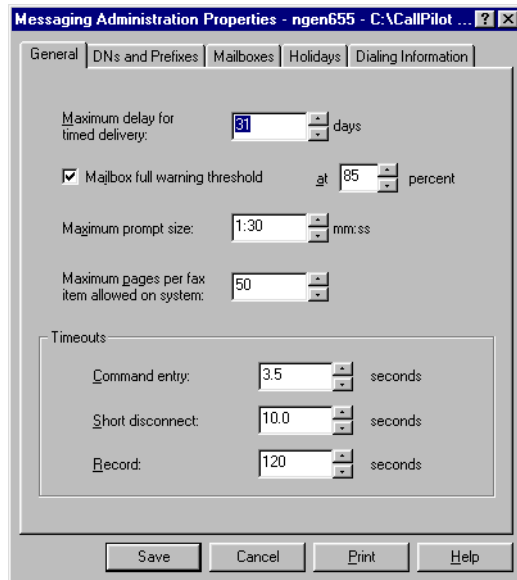 Messaging Administration Properties - ngen655 - C:\CallPilot ...
General DNs and Prefixes Mailboxes Holidays Dialing Information
Maximum delay for
timed delivery: 31 days
Mailbox full warning threshold at 85 percent
Maximum prompt size: 1:30 mm:ss
Maximum pages per fax
item allowed on system: 50
Timeouts
Command entry: 3.5 seconds
Short disconnect: 10.0 seconds
Record: 120 seconds
Save Cancel Print Help